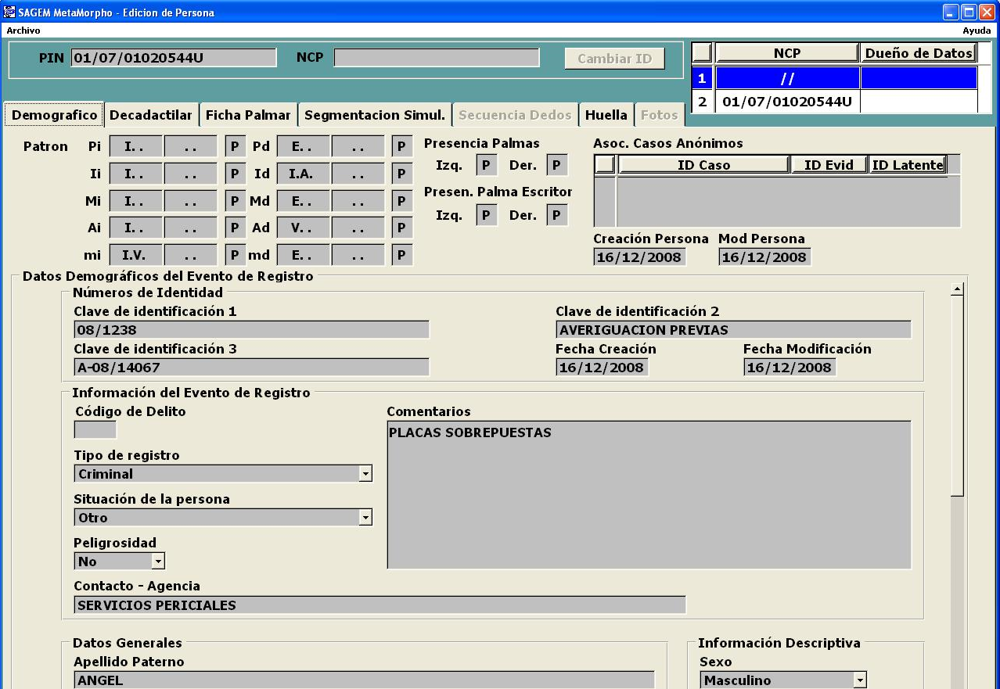 SAGEM MetaMorpho - Edicion de Persona
Archivo Ayuda
PIN 01/07/01020544U NCP Cambiar ID
NCP Dueño de Datos
1 //
2 01/07/01020544U
Demografico Decadactilar Ficha Palmar Segmentacion Simul. Secuencia Dedos Huella Fotos
Patron Pi I. . . . P Pd E. . . . P
Ii I. . . . P Id I.A. . . P
Mi I. . . . P Md E. . . . P
Ai I. . . . P Ad V. . . . P
mi I.V. . . P md E. . . . P
Presencia Palmas
Izq. P Der. P
Presen. Palma Escritor
Izq. P Der. P
Asoc. Casos Anónimos
ID Caso ID Evid ID Latente
Creación Persona Mod Persona
16/12/2008 16/12/2008
Datos Demográficos del Evento de Registro
Números de Identidad
Clave de identificación 1 Clave de identificación 2
08/1238 AVERIGUACION PREVIAS
Clave de identificación 3 Fecha Creación Fecha Modificación
A-08/14067 16/12/2008 16/12/2008
Información del Evento de Registro
Código de Delito Comentarios
PLACAS SOBREPUESTAS
Tipo de registro
Criminal
Situación de la persona
Otro
Peligrosidad
No
Contacto - Agencia
SERVICIOS PERICIALES
Datos Generales Información Descriptiva
Apellido Paterno Sexo
ANGEL Masculino